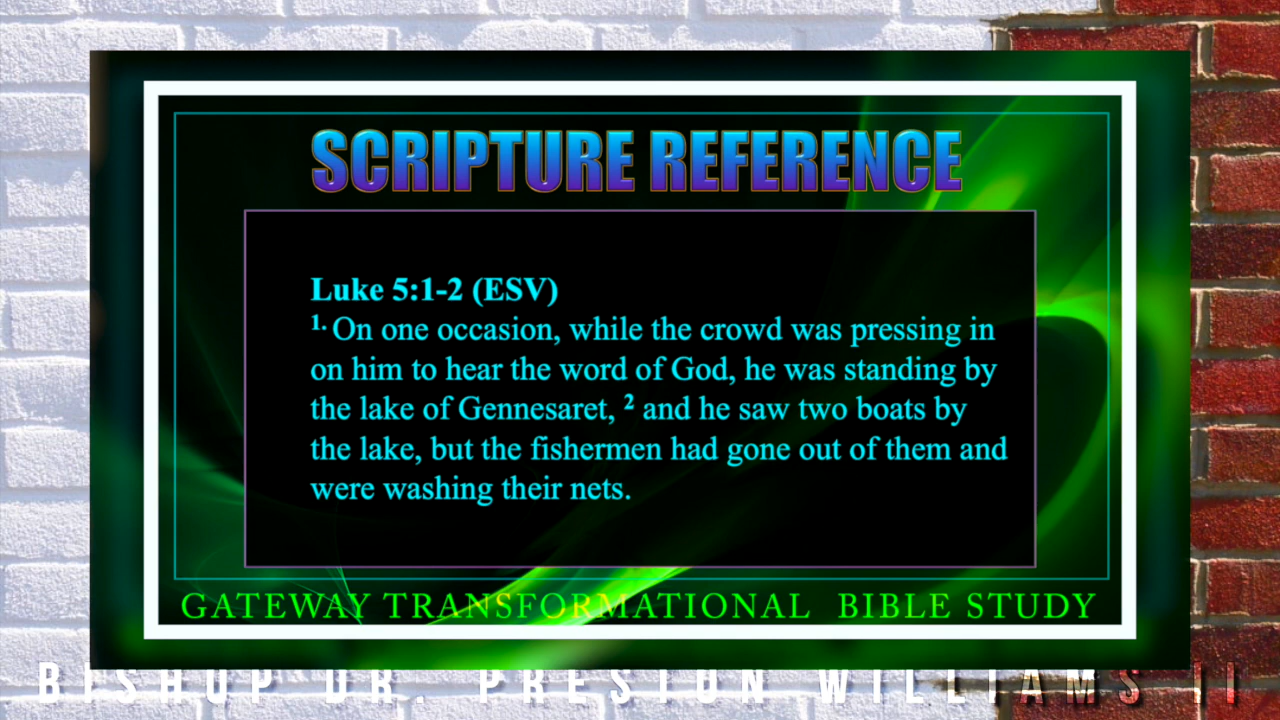 SCRIPTURE REFERENCE
Luke 5:1-2 (ESV)
1. On one occasion, while the crowd was pressing in
on him to hear the word of God, he was standing by
the lake of Gennesaret, 2 and he saw two boats by
the lake, but the fishermen had gone out of them and
were washing their nets.
GATEWAY TRANSFORMATIONAL BIBLE STUDY
BISHOP DR. PRESTON WILLIAMS II